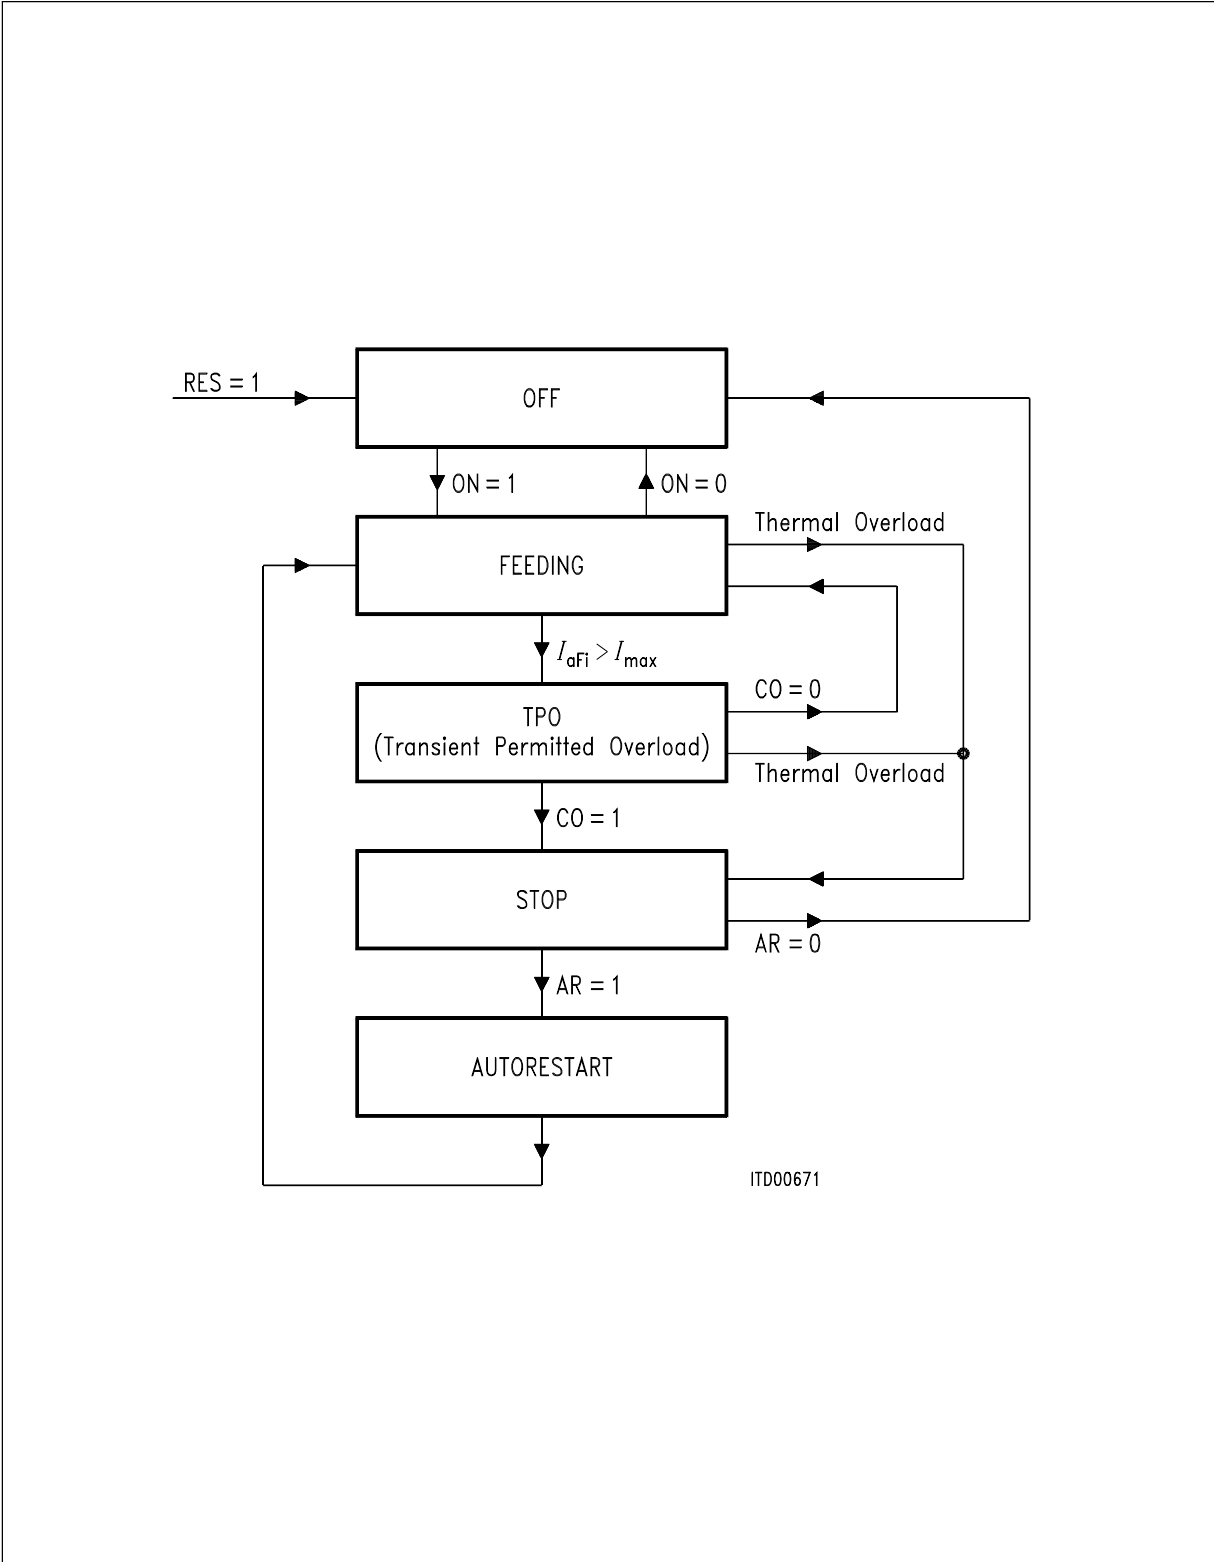 RES = 1
OFF
ON = 1
ON = 0
Thermal Overload
FEEDING
IaFi > Imax
CO = 0
TPO
(Transient Permitted Overload)
Thermal Overload
CO = 1
STOP
AR = 0
AR = 1
AUTORESTART
ITD00671